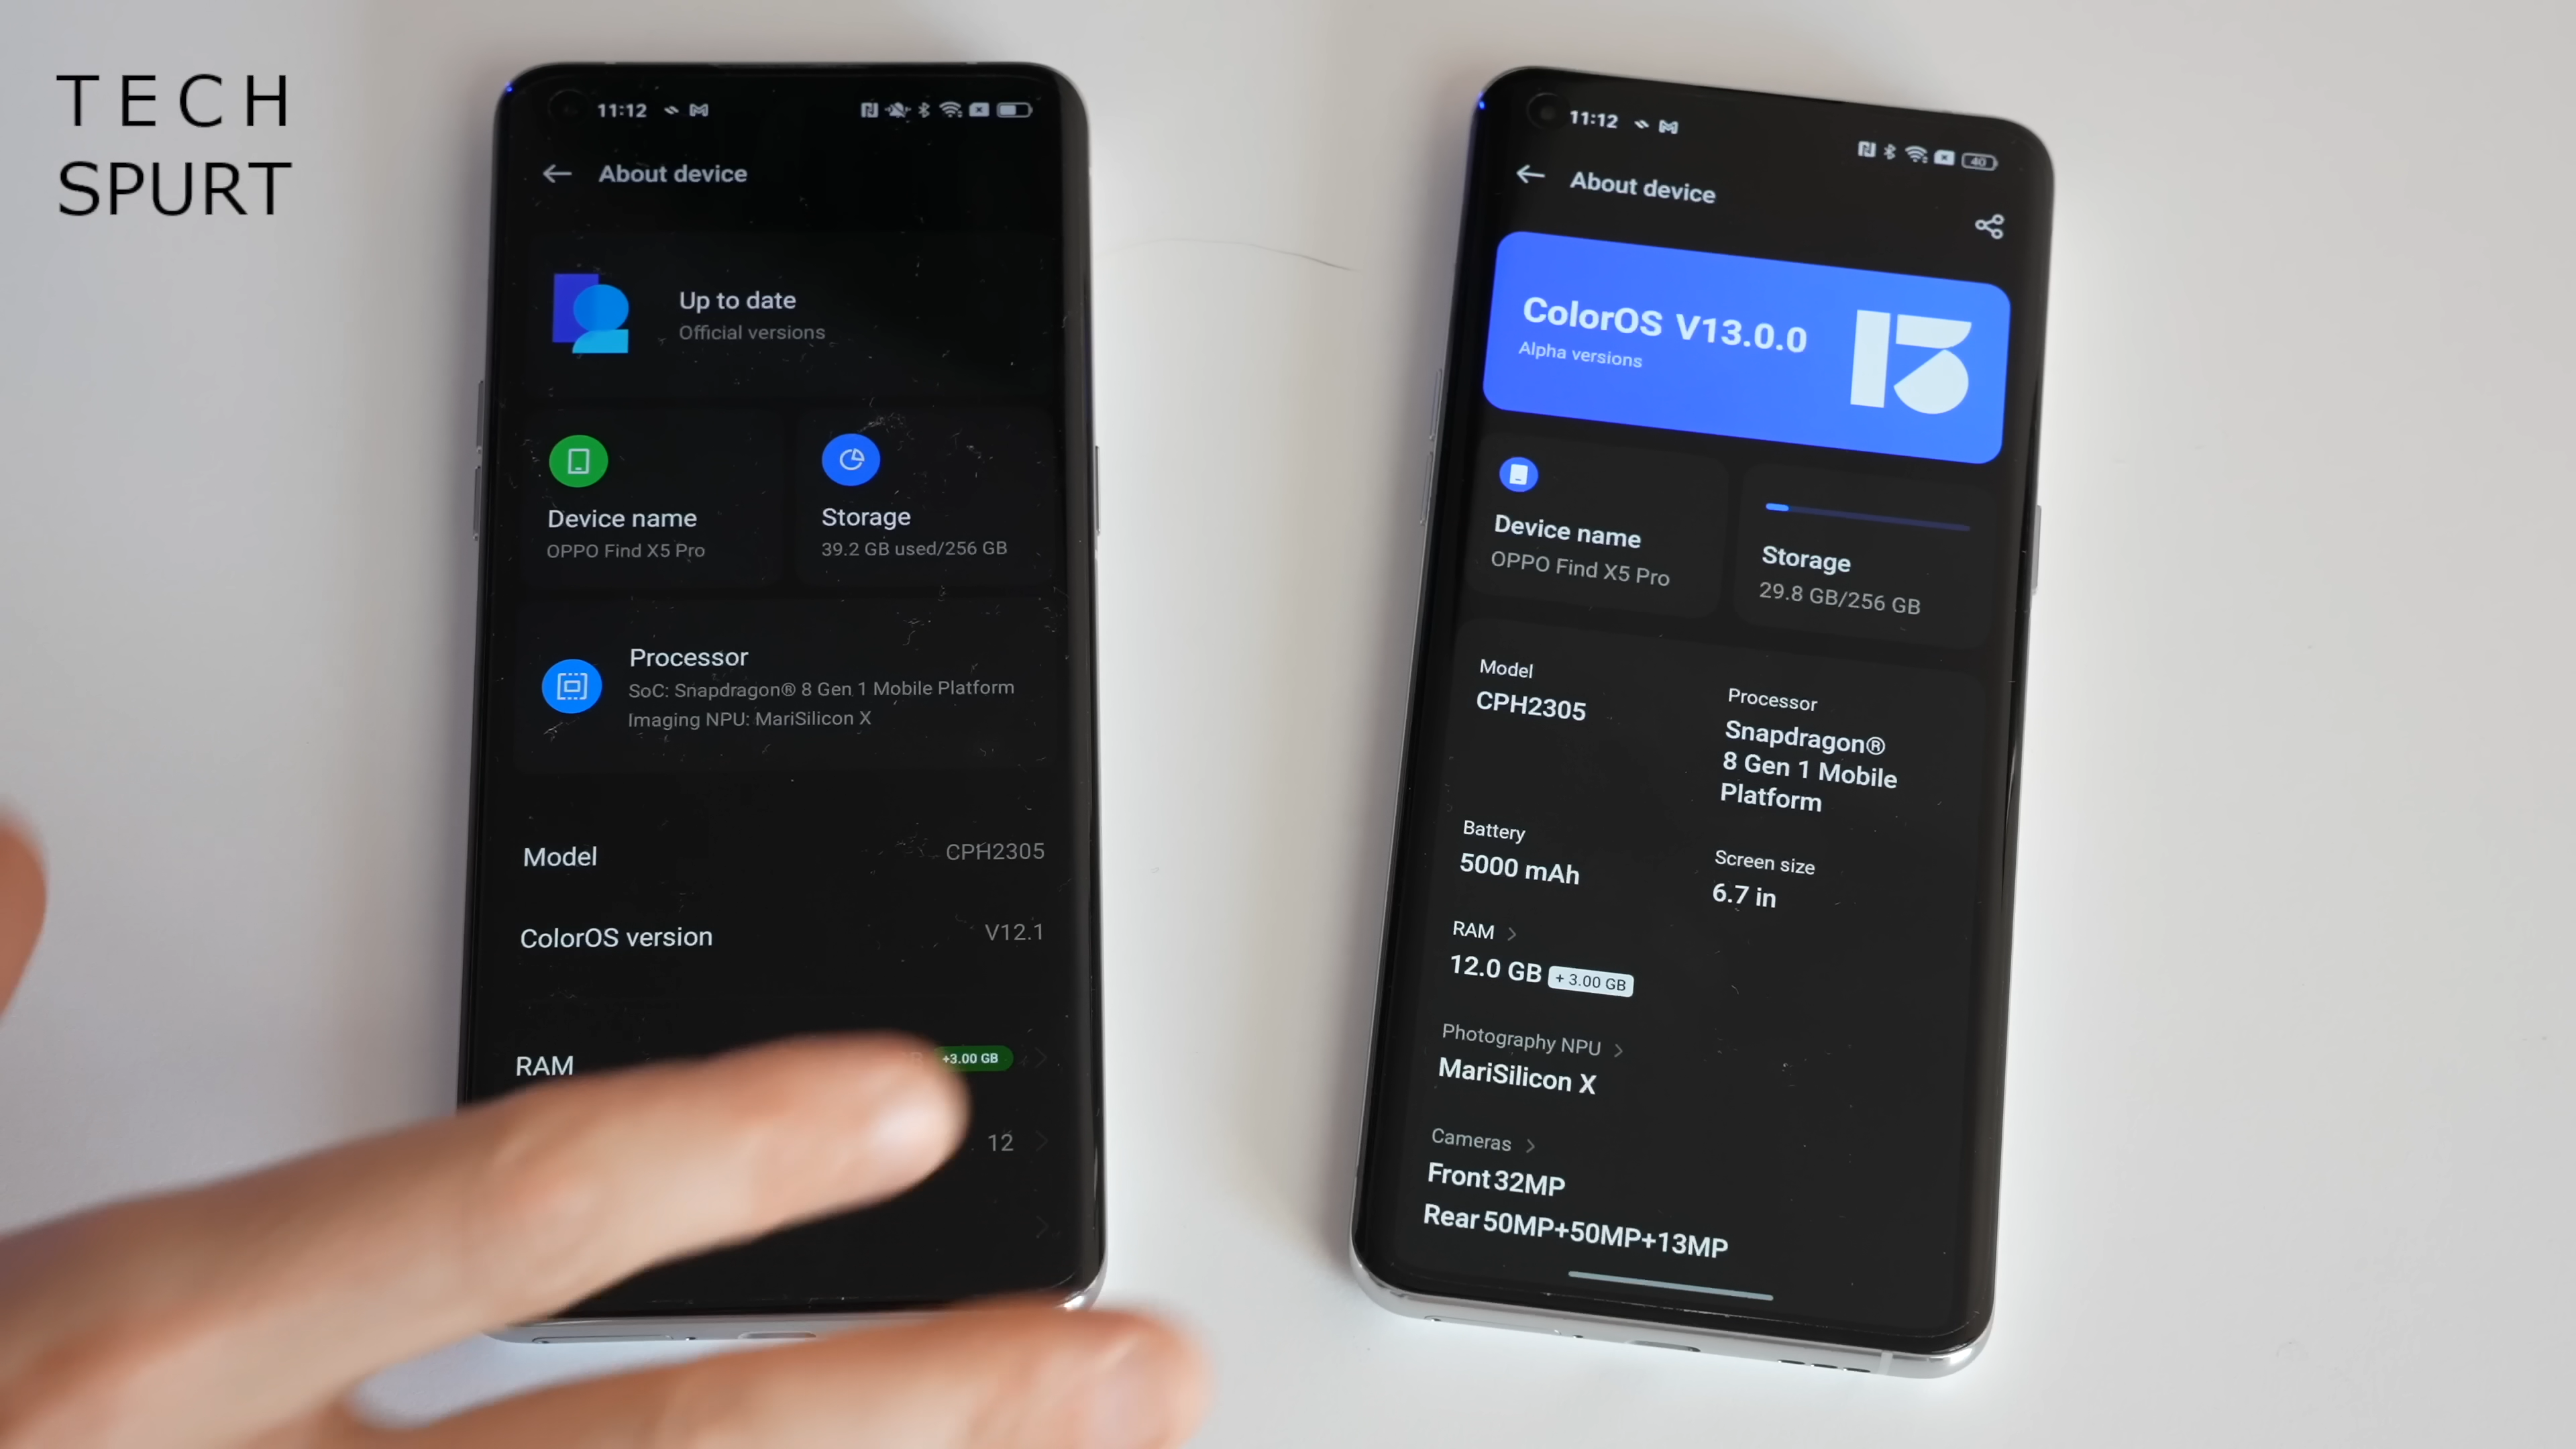 TECH
SPURT
11:12
About device
Up to date
Official versions
Device name
OPPO Find X5 Pro
Storage
39.2 GB used/256 GB
Processor
SoC: Snapdragon® 8 Gen 1 Mobile Platform
Imaging NPU: MariSilicon X
Model
CPH2305
ColorOS version
V12.1
RAM
+3.00 GB
12
11:12
40
About device
ColorOS V13.0.0
Alpha versions
13
Device name
OPPO Find X5 Pro
Storage
29.8 GB/256 GB
Model
CPH2305
Processor
Snapdragon®
8 Gen 1 Mobile
Platform
Battery
5000 mAh
Screen size
6.7 in
RAM
12.0 GB + 3.00 GB
Photography NPU
MariSilicon X
Cameras
Front 32MP
Rear 50MP+50MP+13MP